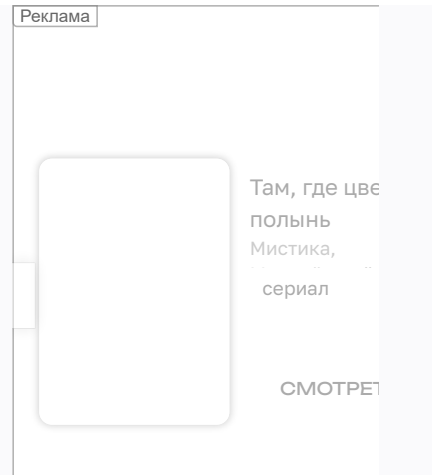 Реклама
Там, где цве
полынь
Мистика,
сериал
СМОТРЕТ